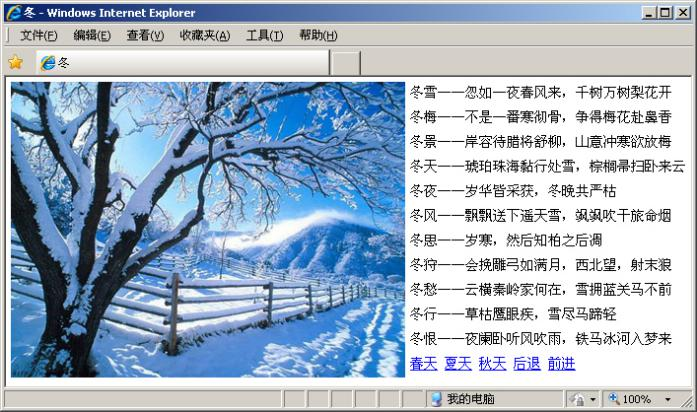 冬 - Windows Internet Explorer
文件(F) 编辑(E) 查看(V) 收藏夹(A) 工具(T) 帮助(H)
冬
冬雪——忽如一夜春风来，千树万树梨花开
冬梅——不是一番寒彻骨，争得梅花赴鼻香
冬景——岸容待腊将舒柳，山意冲寒欲放梅
冬天——琥珀珠海黏行处雪，棕榈帚扫卧来云
冬夜——岁华皆采获，冬晚共严枯
冬风——飘飘送下遥天雪，飒飒吹干旅命烟
冬思——岁寒，然后知柏之后调
冬狩——会挽雕弓如满月，西北望，射末狼
冬愁——云横秦岭家何在，雪拥蓝关马不前
冬行——草枯鹰眼疾，雪尽马蹄轻
冬恨——夜阑卧听风吹雨，铁马冰河入梦来
春天 夏天 秋天 后退 前进
我的电脑 100%